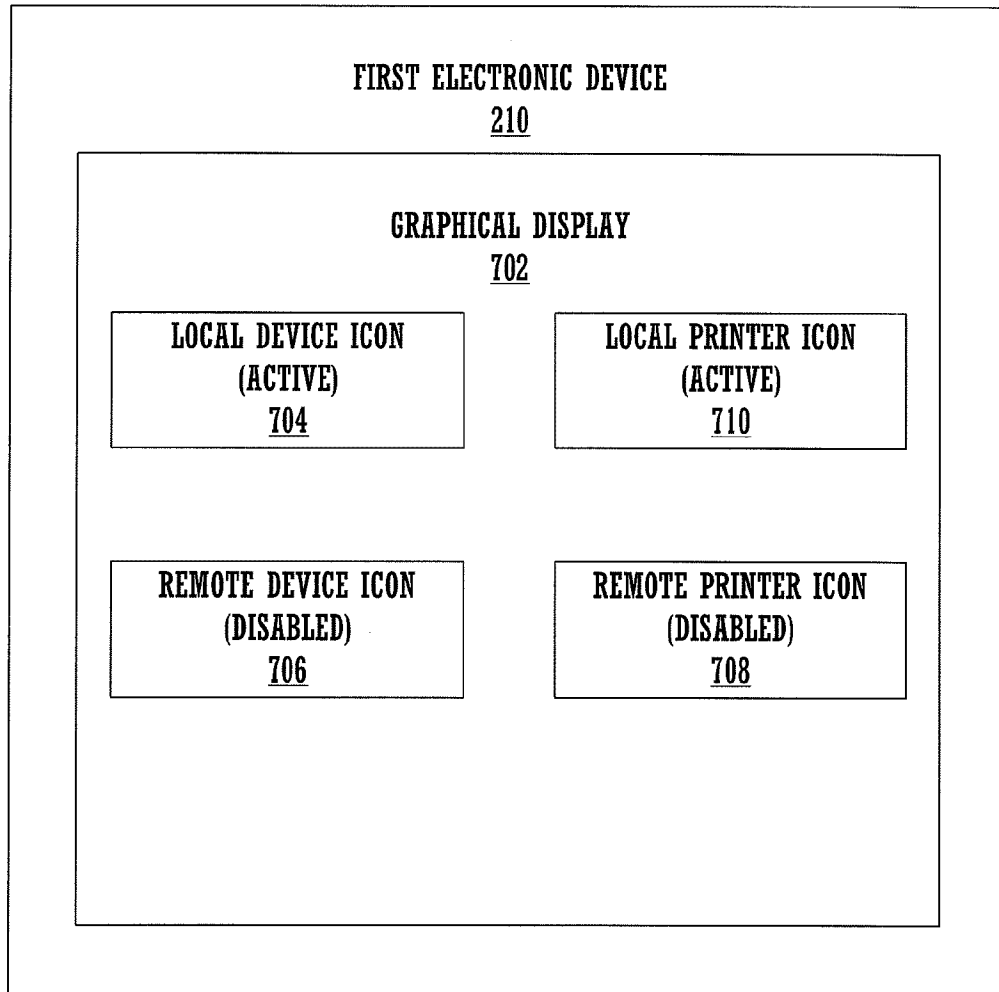 FIRST ELECTRONIC DEVICE
210
GRAPHICAL DISPLAY
702
LOCAL DEVICE ICON
(ACTIVE)
704
LOCAL PRINTER ICON
(ACTIVE)
710
REMOTE DEVICE ICON
(DISABLED)
706
REMOTE PRINTER ICON
(DISABLED)
708